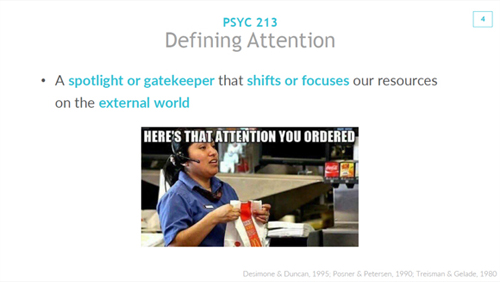 PSYC 213
4
Defining Attention
• A spotlight or gatekeeper that shifts or focuses our resources
on the external world
HERE'S THAT ATTENTION YOU ORDERED
Desimone & Duncan, 1995; Posner & Petersen, 1990; Treisman & Gelade, 1980